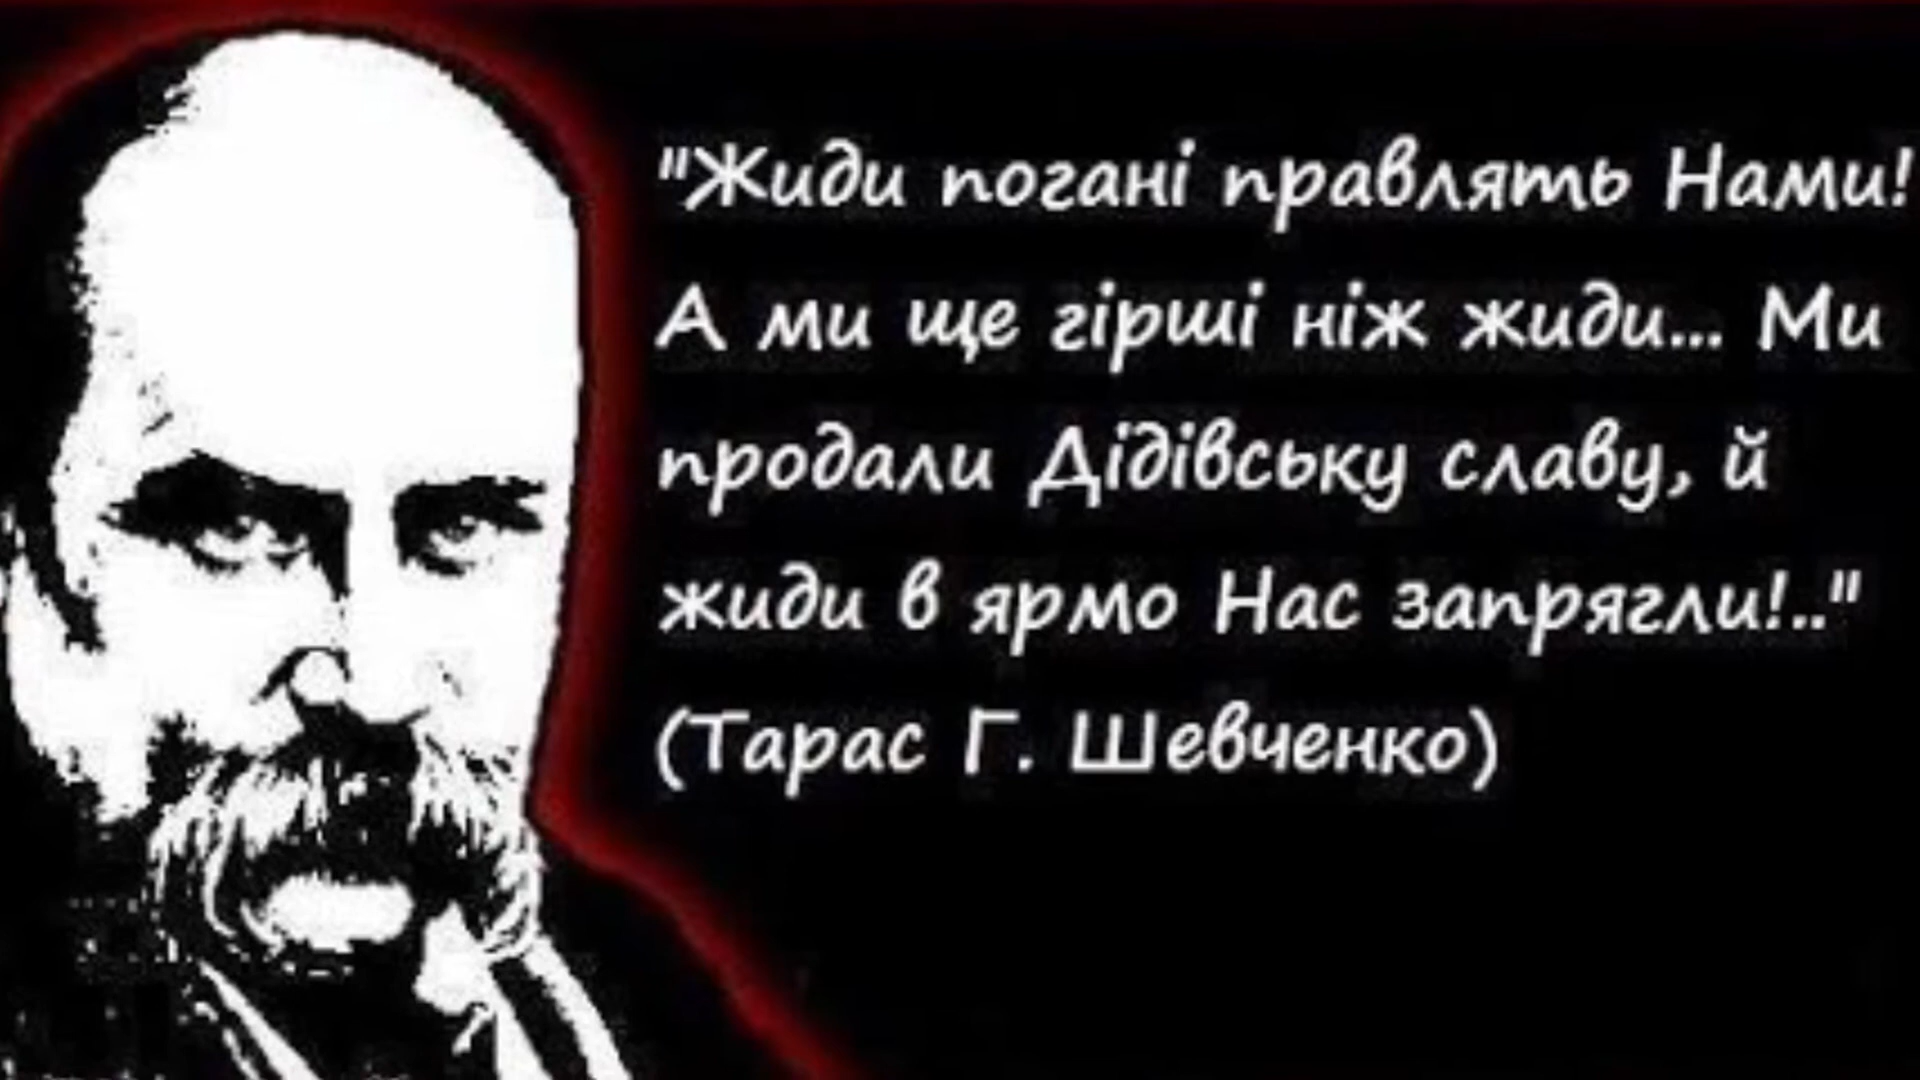 "Жиди погані правлять Нами!
А ми ще гірші ніж жиди... Ми
продали Дідівську славу, й
жиди в ярмо Нас запрягли!.."
(Тарас Г. Шевченко)